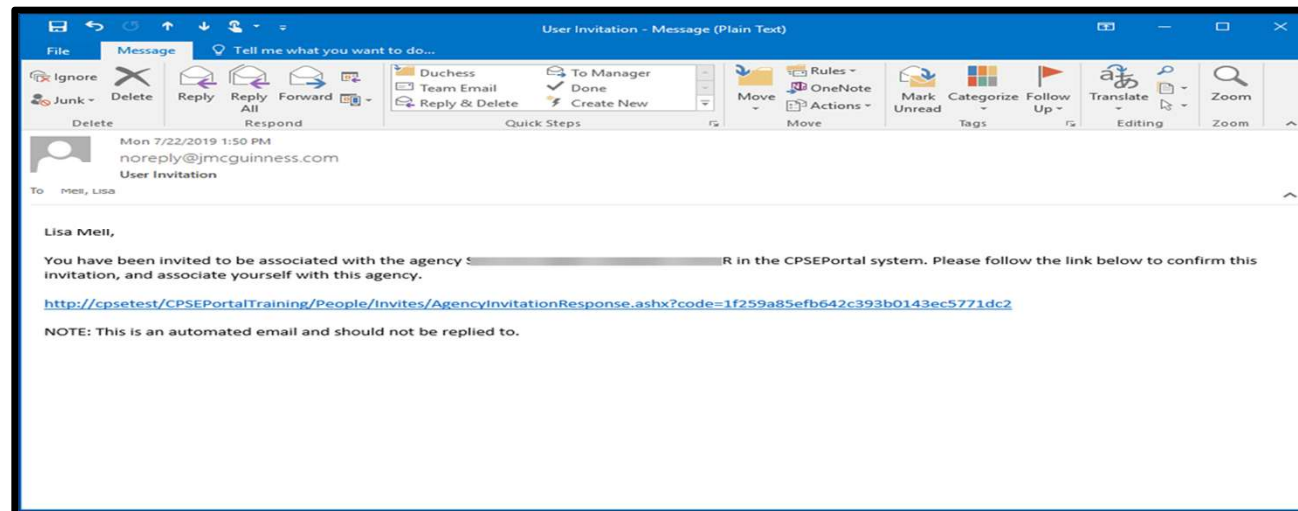 User Invitation - Message (Plain Text)
File Message Tell me what you want to do...
Ignore
Junk
Delete
Reply
Reply All
Forward
Duchess
Team Email
Reply & Delete
To Manager
Done
Create New
Move
Rules
OneNote
Actions
Mark Unread
Categorize
Follow Up
Translate
Zoom
Delete Respond Quick Steps Move Tags Editing Zoom
Mon 7/22/2019 1:50 PM
noreply@jmcguinness.com
User Invitation
To Mell, Lisa
Lisa Mell,
You have been invited to be associated with the agency R in the CPSEPortal system. Please follow the link below to confirm this
invitation, and associate yourself with this agency.
http://cpsetest/CPSEPortalTraining/People/Invites/AgencyInvitationResponse.ashx?code=1f259a85efb642c393b0143ec5771dc2
NOTE: This is an automated email and should not be replied to.